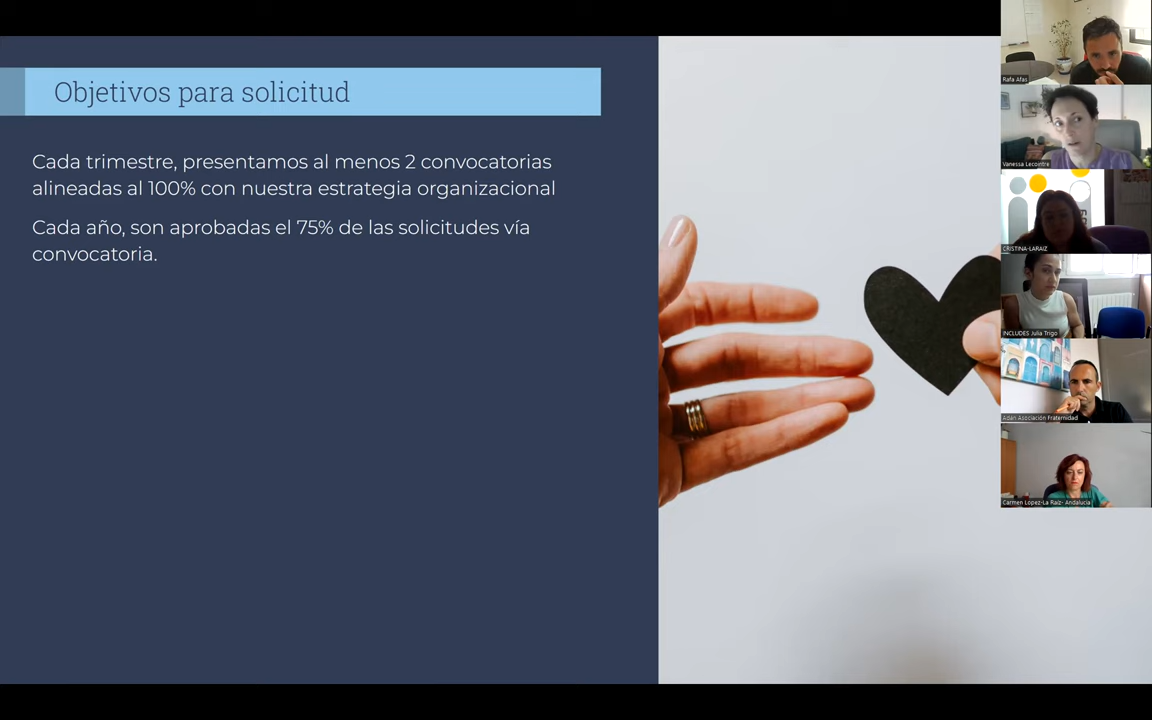 Objetivos para solicitud
Cada trimestre, presentamos al menos 2 convocatorias
alineadas al 100% con nuestra estrategia organizacional
Cada año, son aprobadas el 75% de las solicitudes vía
convocatoria.
Rafa Afas
Vanessa Lecointre
CRISTINA-LARAIZ
INCLUDES Julia Trigo
Adán Asociación Fraternidad
Carmen Lopez-La Raíz- Andalucia